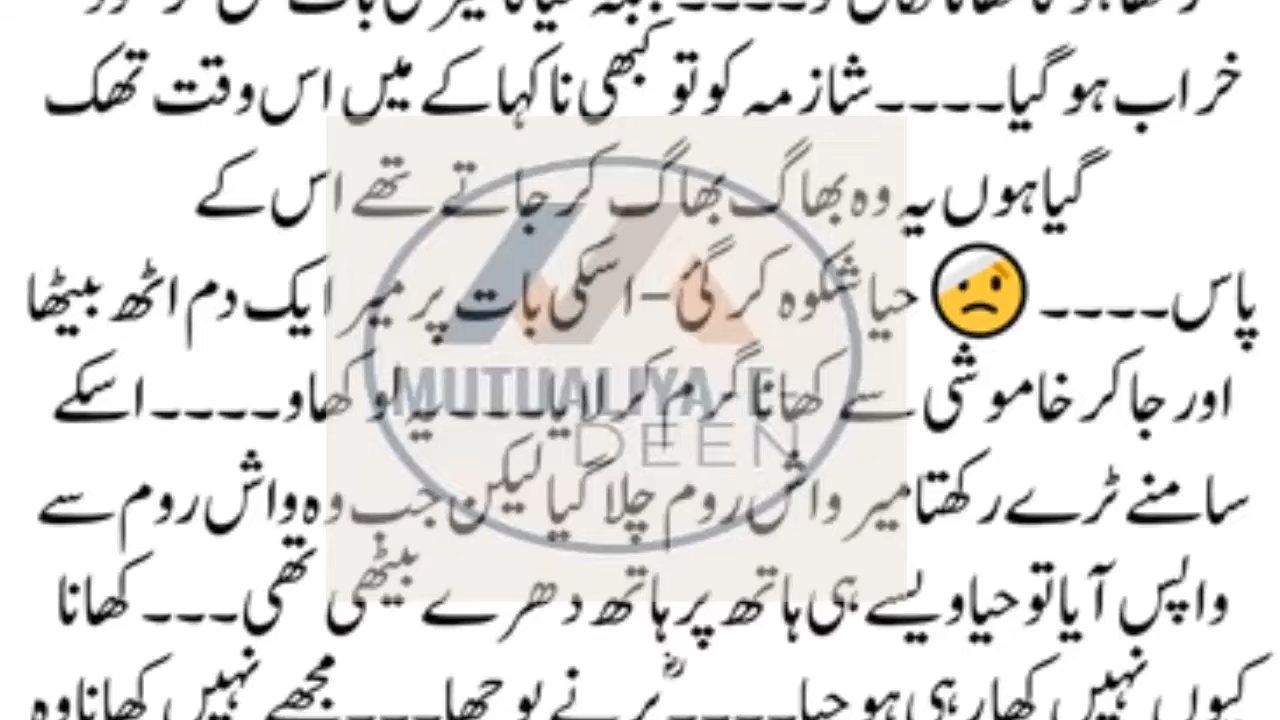 خراب ہو گیا۔۔۔۔شازمہ کو تو کبھی نا کہا کے میں اس وقت تھک
گیا ہوں یہ وہ بھاگ بھاگ کر جاتے تھے اس کے
پاس۔۔۔۔ 🤕 حیا شکوہ کر گئ-اسکی بات پر میر ایک دم اٹھ بیٹھا
اور جا کر خاموشی سے کھانا گرم کر لایا۔۔۔۔یہ لو کھاو۔۔۔۔اسکے
MUTUALIYA-E-
DEEN
سامنے ٹرے رکھتا میر واش روم چلا گیا لیکن جب وہ واش روم سے
واپس آیا تو حیا ویسے ہی ہاتھ پر ہاتھ دھرے بیٹھی تھی۔۔۔کھانا
کیوں نہیں کھا رہی ہو حیا۔۔۔۔ نے پوچھا۔۔۔۔مجھے نہیں کھانا وہ